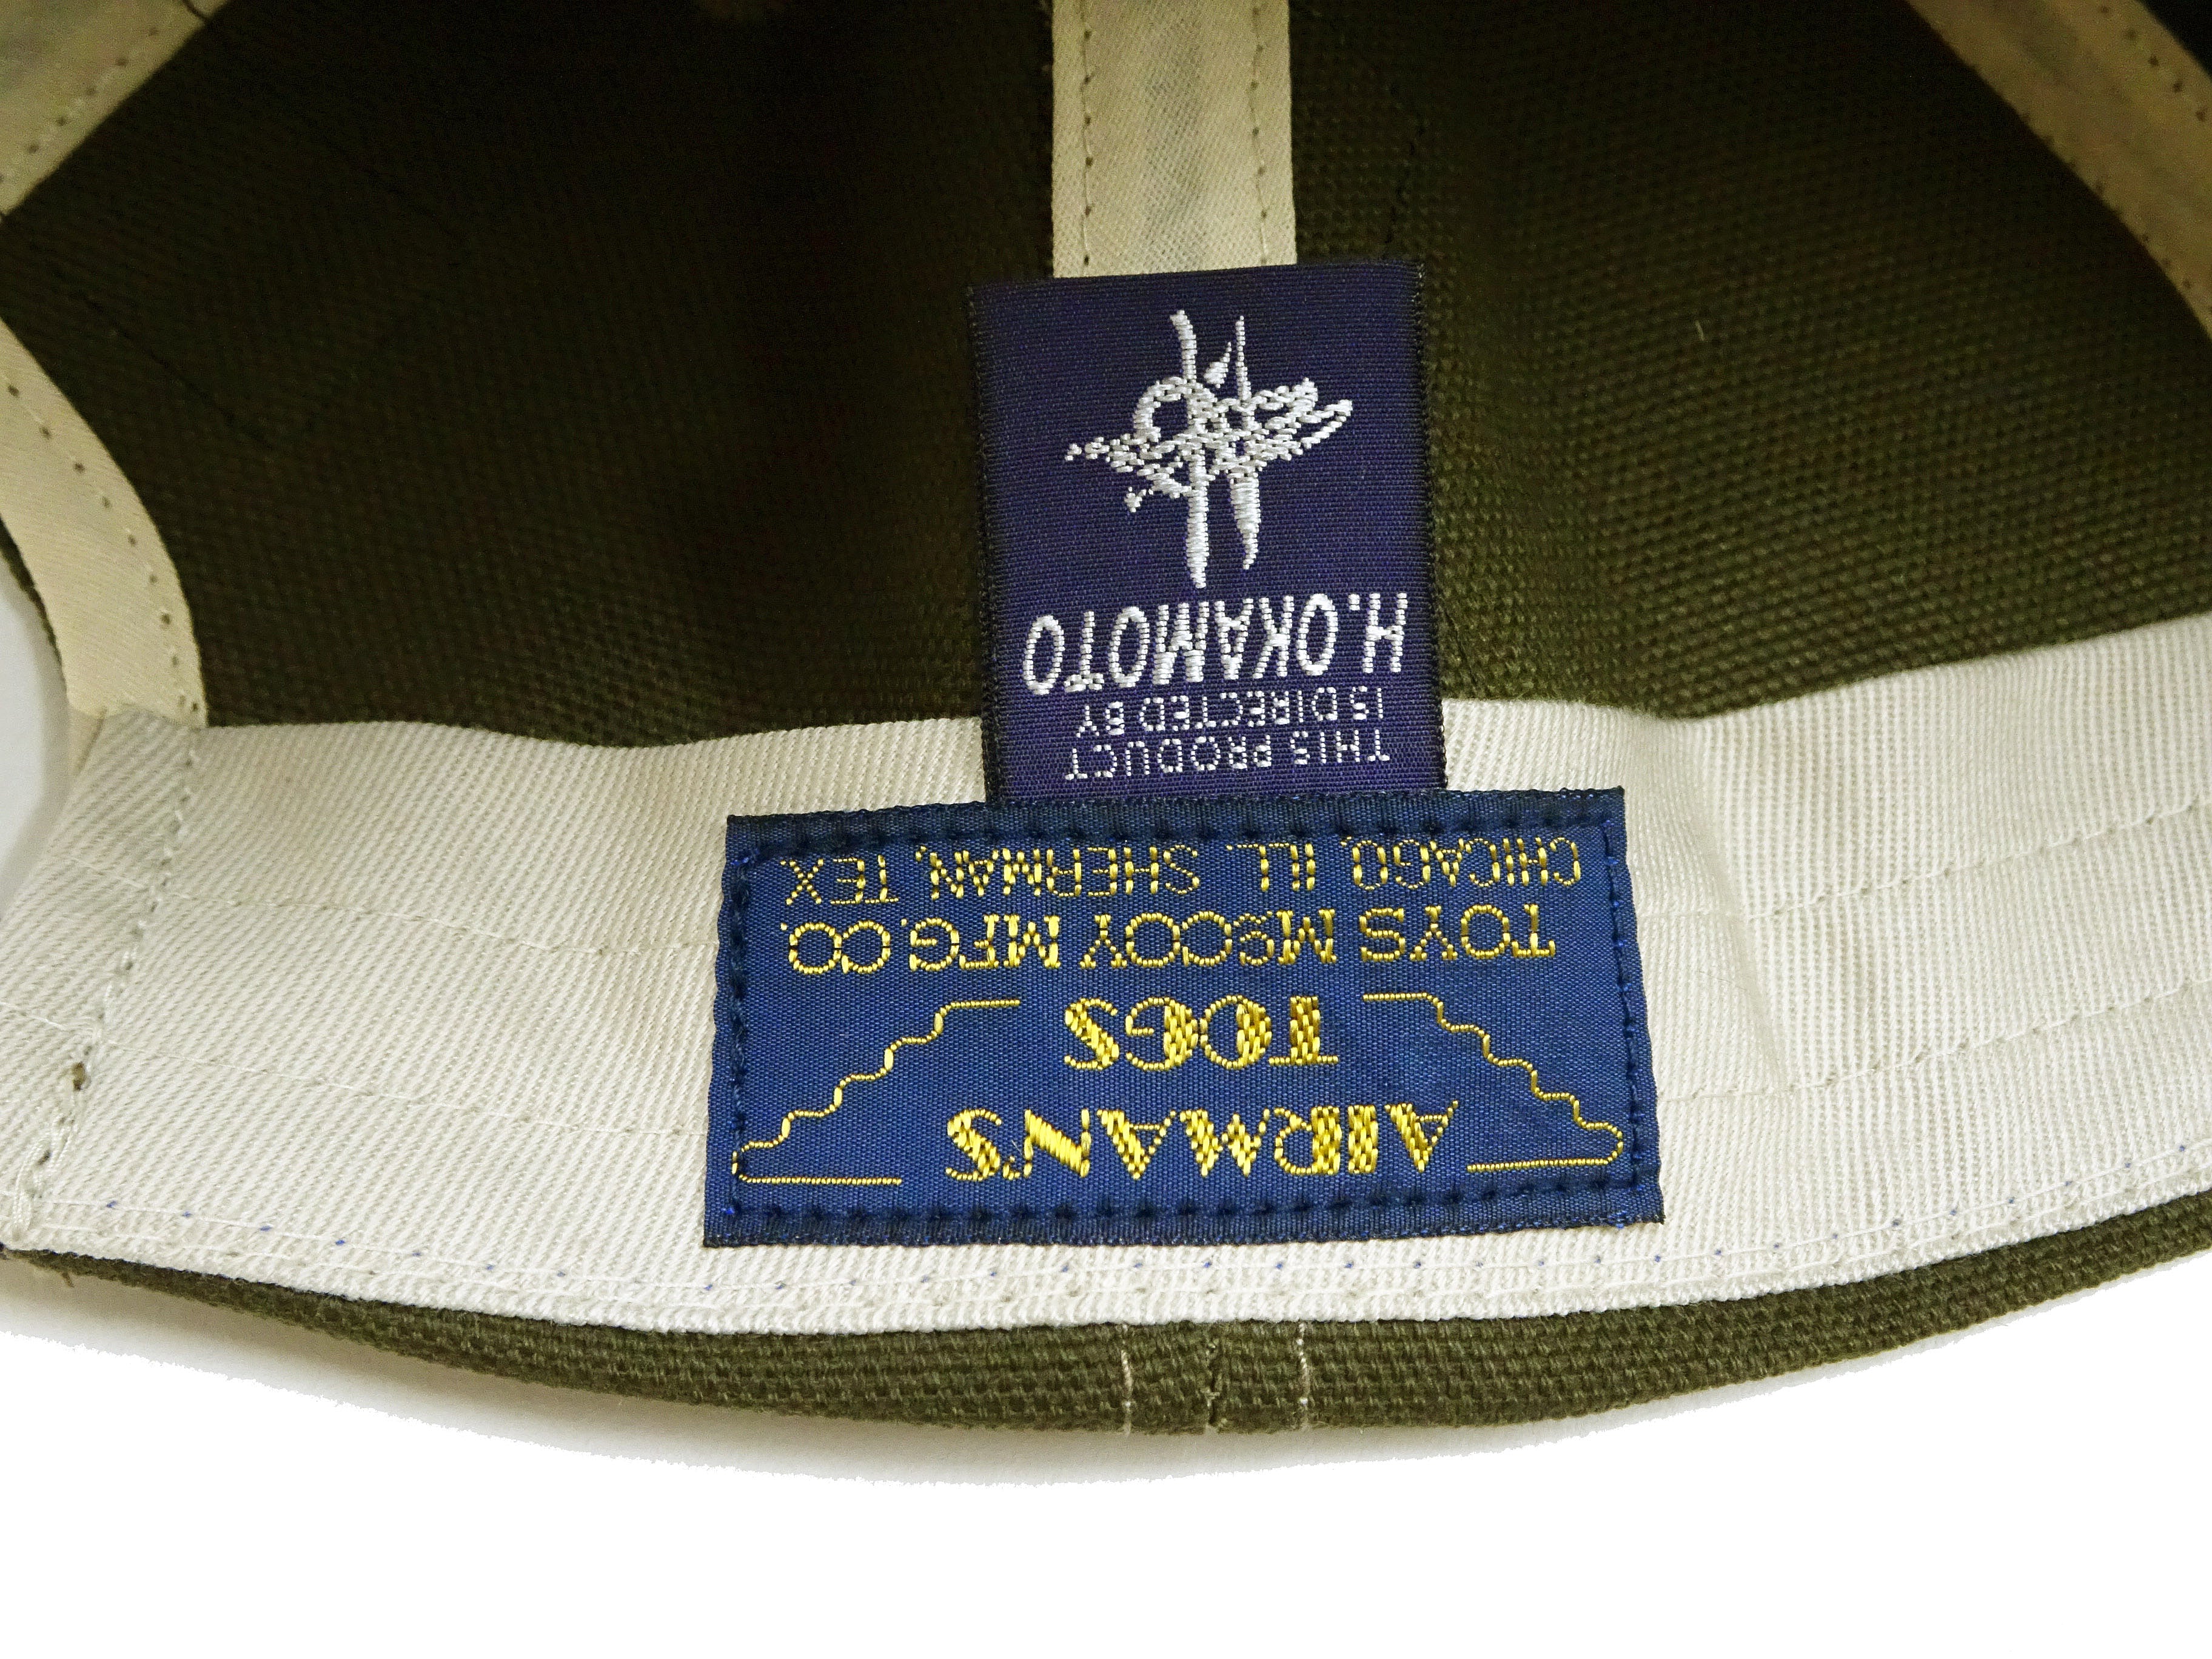 AIRMAN'S
TOGS
TOYS McCOY MFG.CO.
CHICAGO, ILL. SHERMAN, TEX
THIS PRODUCT
IS DIRECTED BY
H.OKAMOTO